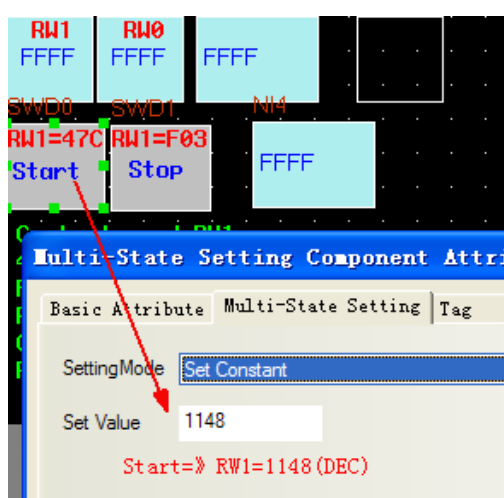 RW1 RW0
FFFF FFFF FFFF
SWD0 SWD1 NI4
RW1=47C RW1=F03
Start Stop FFFF
Multi-State Setting Component Attri
Basic Attribute Multi-State Setting Tag
SettingMode Set Constant
Set Value 1148
Start=》 RW1=1148(DEC)